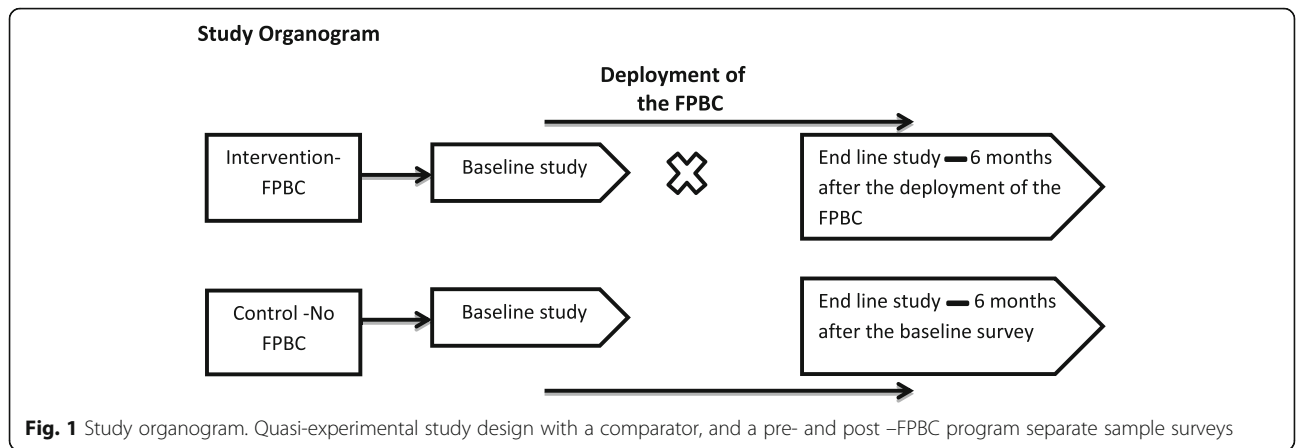 Study Organogram
Deployment of
the FPBC
Intervention-
FPBC
Baseline study
End line study ━ 6 months
after the deployment of the
FPBC
Control -No
FPBC
Baseline study
End line study ━ 6 months
after the baseline survey
Fig. 1 Study organogram. Quasi-experimental study design with a comparator, and a pre- and post –FPBC program separate sample surveys